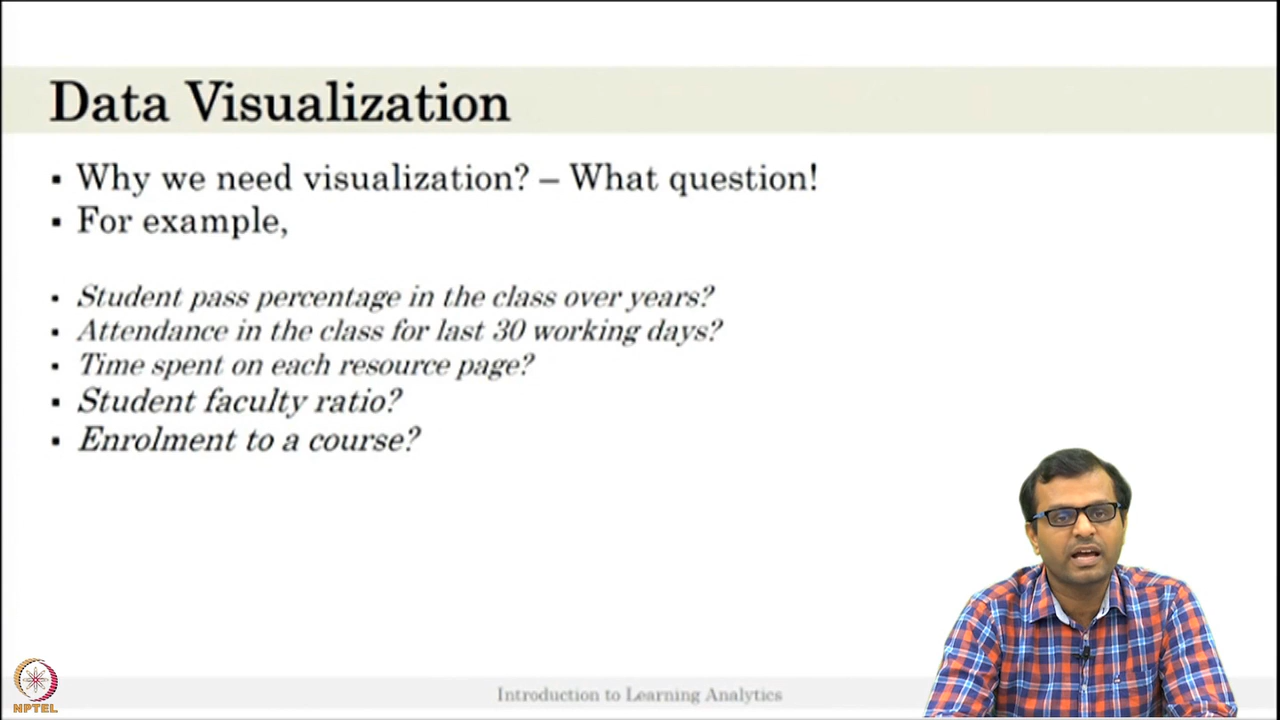 Data Visualization
▪ Why we need visualization? – What question!
▪ For example,
▪ Student pass percentage in the class over years?
▪ Attendance in the class for last 30 working days?
▪ Time spent on each resource page?
▪ Student faculty ratio?
▪ Enrolment to a course?
NPTEL
Introduction to Learning Analytics